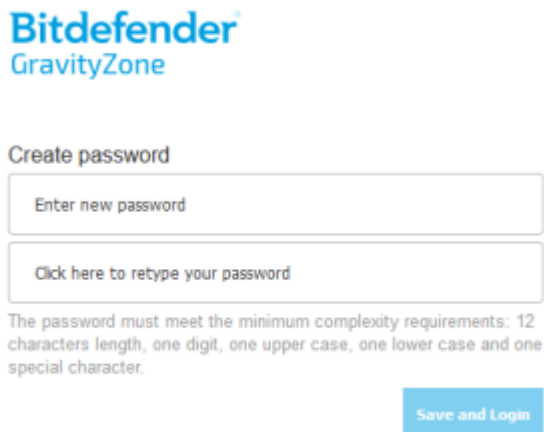 Bitdefender
GravityZone
Create password
Enter new password
Click here to retype your password
The password must meet the minimum complexity requirements: 12
characters length, one digit, one upper case, one lower case and one
special character.
Save and Login